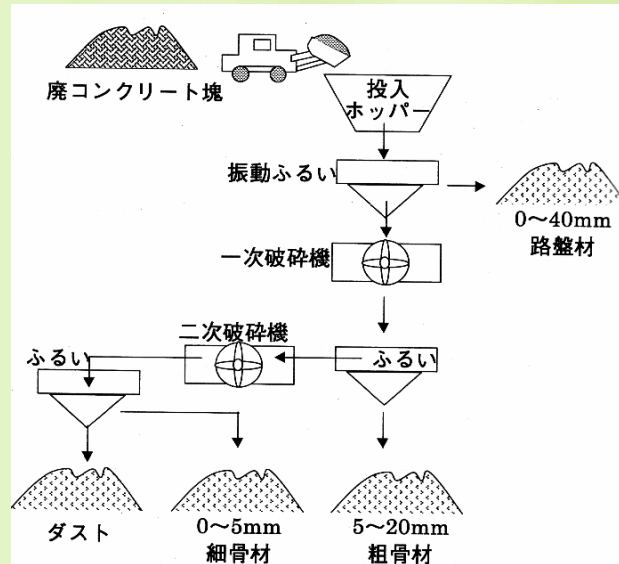 廃コンクリート塊
投入
ホッパー
振動ふるい
0〜40mm
路盤材
一次破砕機
二次破砕機
ふるい
ふるい
ダスト
0〜5mm
細骨材
5〜20mm
粗骨材